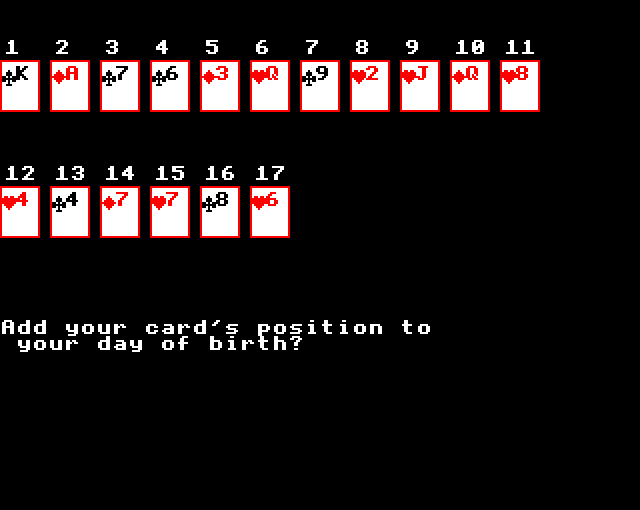 1 2 3 4 5 6 7 8 9 10 11
♣K ♦A ♣7 ♣6 ♦3 ♥Q ♣9 ♥2 ♥J ♦Q ♥8
12 13 14 15 16 17
♥4 ♣4 ♦7 ♥7 ♣8 ♥6
Add your card's position to
your day of birth?